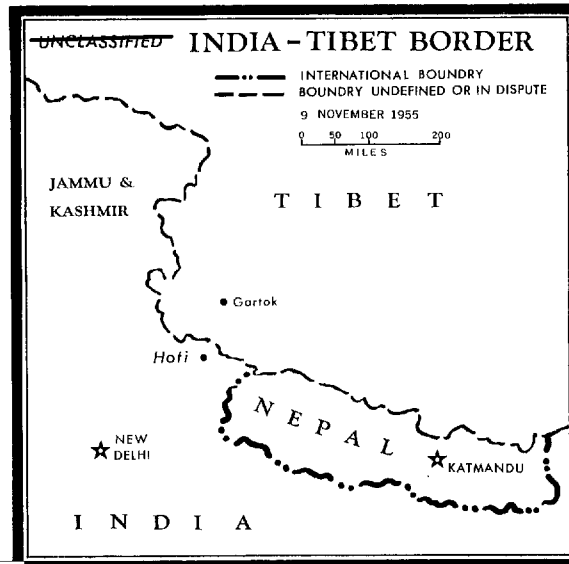 UNCLASSIFIED
INDIA-TIBET BORDER
INTERNATIONAL BOUNDRY
BOUNDRY UNDEFINED OR IN DISPUTE
9 NOVEMBER 1955
0 50 100 200
MILES
JAMMU &
KASHMIR
TIBET
Gartok
Hoti
NEPAL
NEW
DELHI
KATMANDU
INDIA